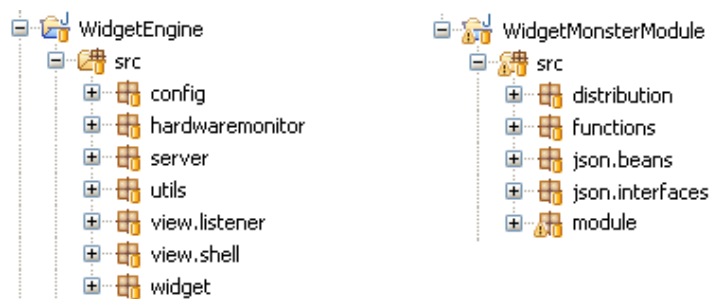 WidgetEngine
src
config
hardwaremonitor
server
utils
view.listener
view.shell
widget
WidgetMonsterModule
src
distribution
functions
json.beans
json.interfaces
module